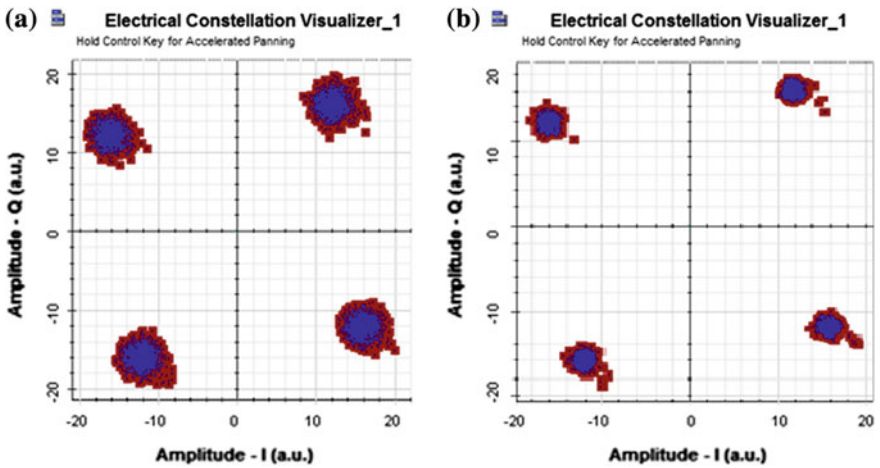 (a) Electrical Constellation Visualizer_1
Hold Control Key for Accelerated Panning
Amplitude - Q (a.u.)
20
10
0
-10
-20
-20 -10 0 10 20
Amplitude - I (a.u.)
(b) Electrical Constellation Visualizer_1
Hold Control Key for Accelerated Panning
Amplitude - Q (a.u.)
20
10
0
-10
-20
-20 -10 0 10 20
Amplitude - I (a.u.)